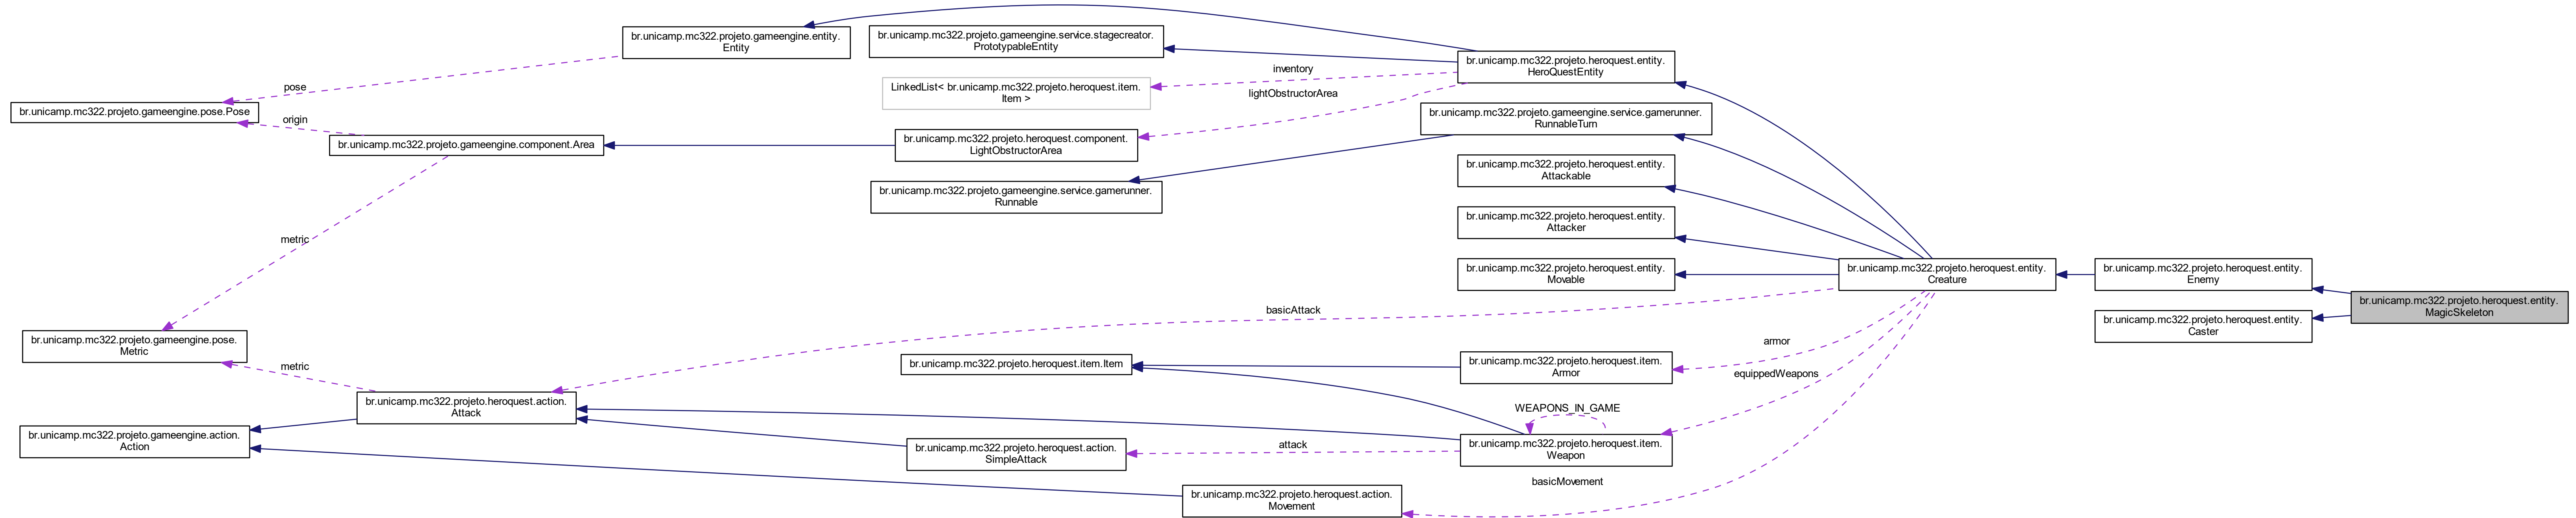 br.unicamp.mc322.projeto.gameengine.entity.
Entity
br.unicamp.mc322.projeto.gameengine.service.stagecreator.
PrototypableEntity
br.unicamp.mc322.projeto.heroquest.entity.
HeroQuestEntity
inventory
LinkedList< br.unicamp.mc322.projeto.heroquest.item.
Item >
pose
lightObstructorArea
br.unicamp.mc322.projeto.gameengine.pose.Pose
origin
br.unicamp.mc322.projeto.gameengine.service.gamerunner.
RunnableTurn
br.unicamp.mc322.projeto.gameengine.component.Area
br.unicamp.mc322.projeto.heroquest.component.
LightObstructorArea
br.unicamp.mc322.projeto.heroquest.entity.
Attackable
br.unicamp.mc322.projeto.gameengine.service.gamerunner.
Runnable
br.unicamp.mc322.projeto.heroquest.entity.
Attacker
metric
br.unicamp.mc322.projeto.heroquest.entity.
Movable
br.unicamp.mc322.projeto.heroquest.entity.
Creature
br.unicamp.mc322.projeto.heroquest.entity.
Enemy
br.unicamp.mc322.projeto.heroquest.entity.
MagicSkeleton
basicAttack
br.unicamp.mc322.projeto.heroquest.entity.
Caster
br.unicamp.mc322.projeto.gameengine.pose.
Metric
armor
metric
br.unicamp.mc322.projeto.heroquest.item.Item
br.unicamp.mc322.projeto.heroquest.item.
Armor
equippedWeapons
br.unicamp.mc322.projeto.heroquest.action.
Attack
WEAPONS_IN_GAME
br.unicamp.mc322.projeto.gameengine.action.
Action
br.unicamp.mc322.projeto.heroquest.action.
SimpleAttack
attack
br.unicamp.mc322.projeto.heroquest.item.
Weapon
basicMovement
br.unicamp.mc322.projeto.heroquest.action.
Movement